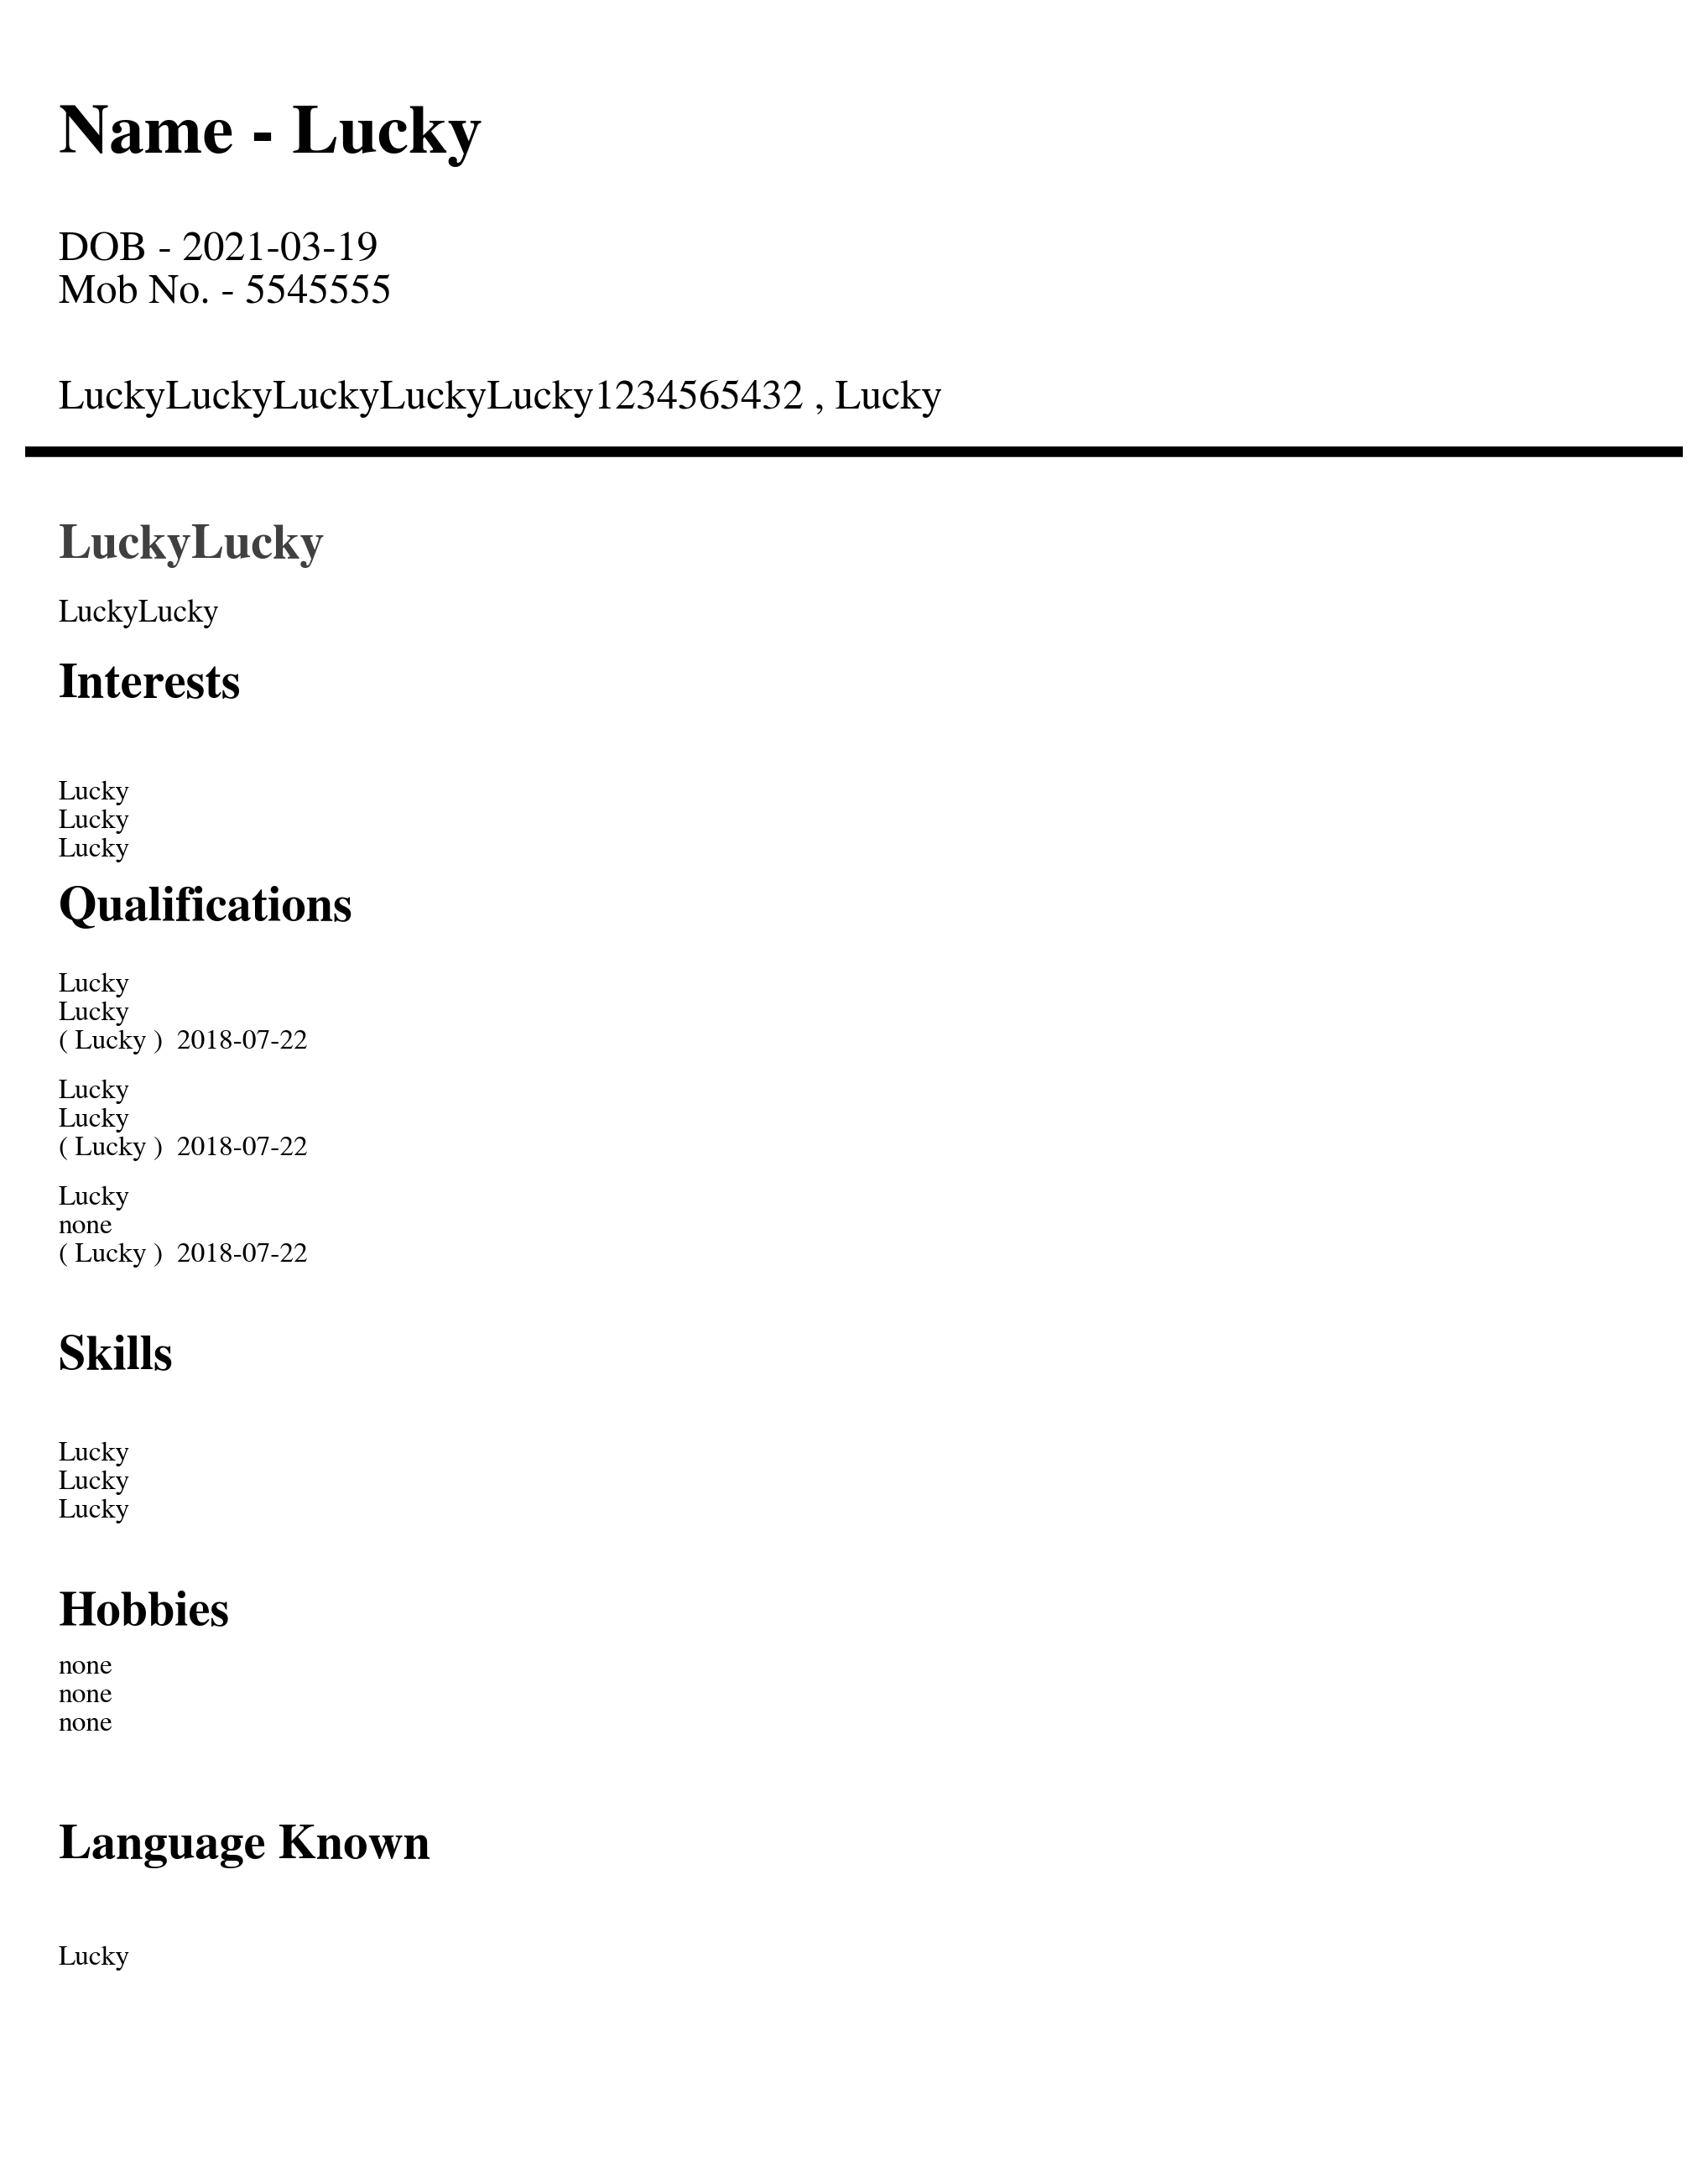 Name - Lucky
DOB - 2021-03-19
Mob No. - 5545555
LuckyLuckyLuckyLuckyLucky1234565432 , Lucky
LuckyLucky
LuckyLucky
Interests
Lucky
Lucky
Lucky
Qualifications
Lucky
Lucky
( Lucky )  2018-07-22
Lucky
Lucky
( Lucky )  2018-07-22
Lucky
none
( Lucky )  2018-07-22
Skills
Lucky
Lucky
Lucky
Hobbies
none
none
none
Language Known
Lucky